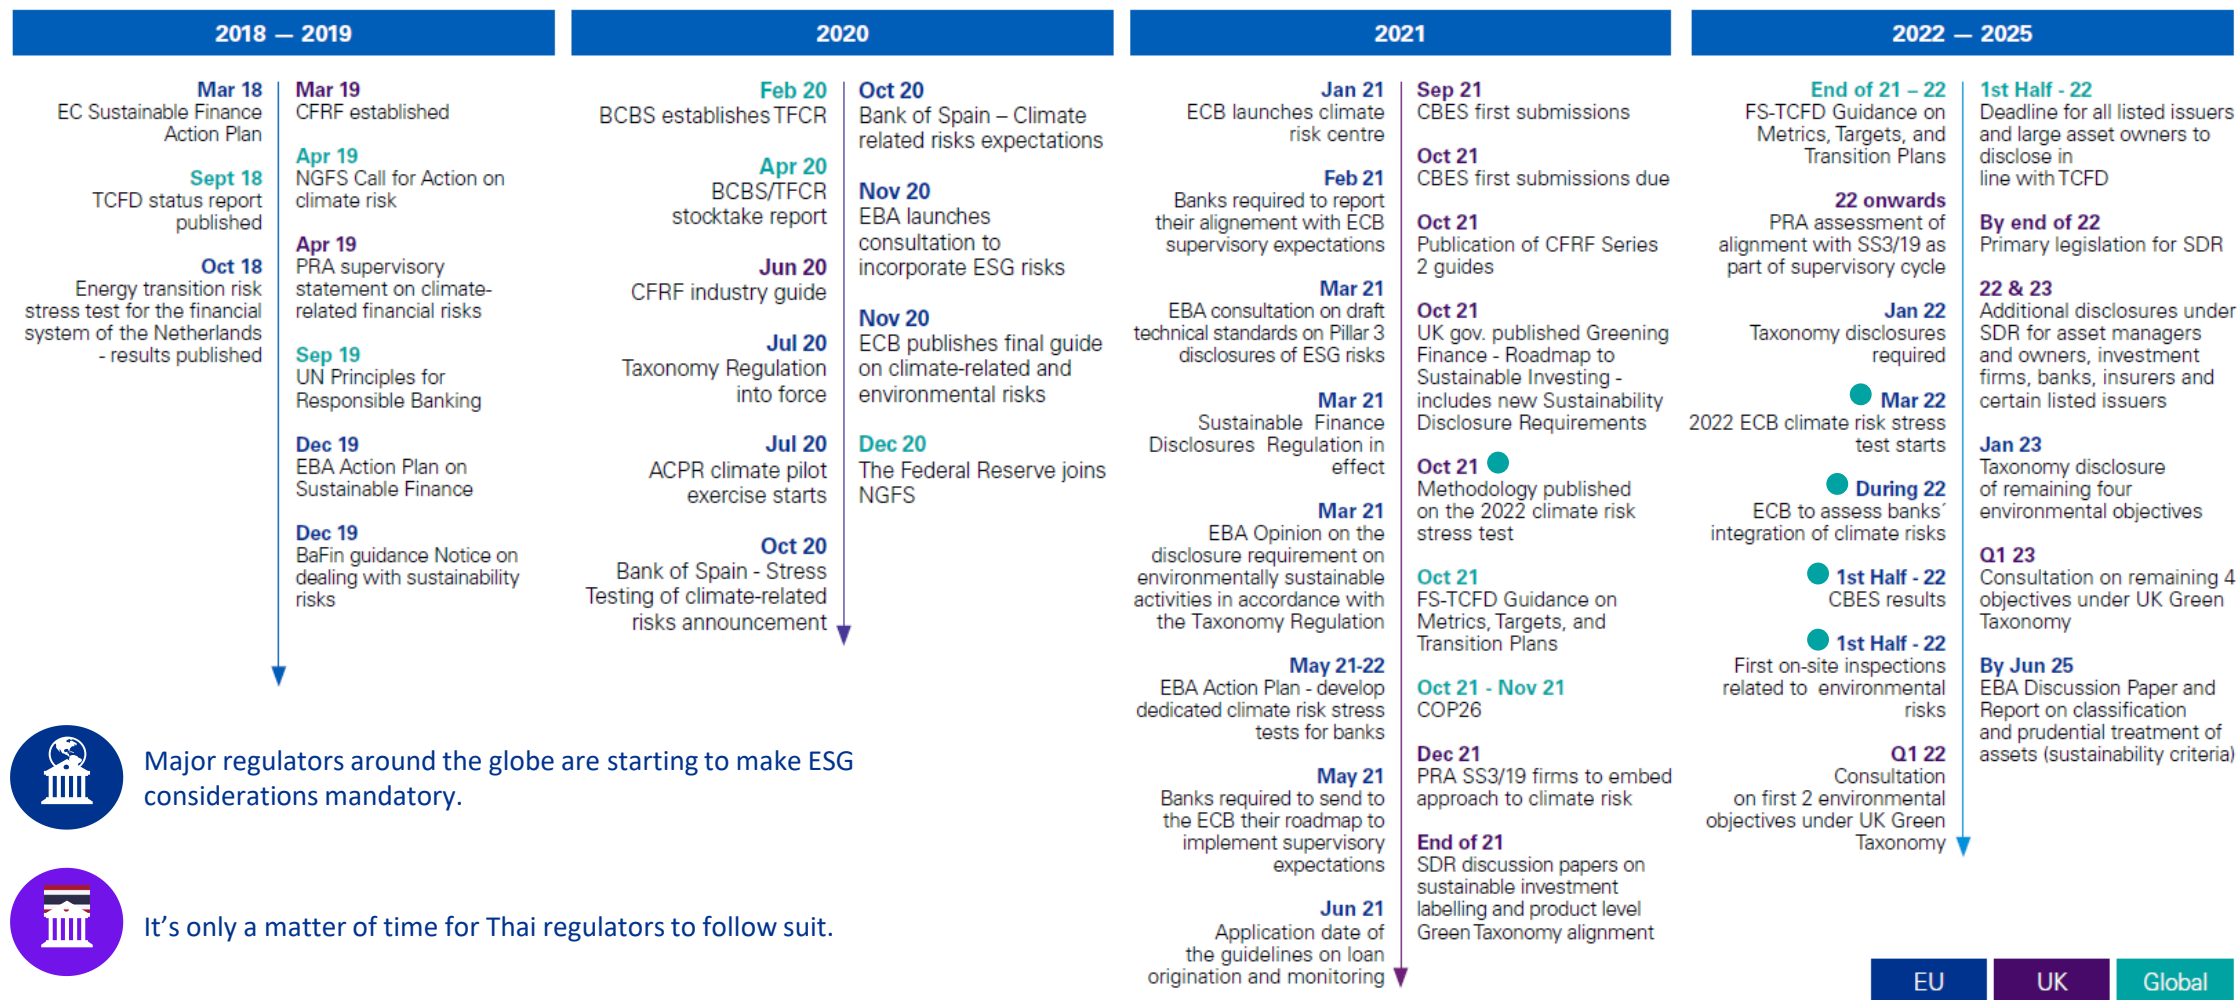 2018 — 2019
Mar 18
EC Sustainable Finance
Action Plan
Sept 18
TCFD status report
published
Oct 18
Energy transition risk
stress test for the financial
system of the Netherlands
- results published
Mar 19
CFRF established
Apr 19
NGFS Call for Action on
climate risk
Apr 19
PRA supervisory
statement on climate-
related financial risks
Sep 19
UN Principles for
Responsible Banking
Dec 19
EBA Action Plan on
Sustainable Finance
Dec 19
BaFin guidance Notice on
dealing with sustainability
risks
2020
Feb 20
BCBS establishes TFCR
Apr 20
BCBS/TFCR
stocktake report
Jun 20
CFRF industry guide
Jul 20
Taxonomy Regulation
into force
Jul 20
ACPR climate pilot
exercise starts
Oct 20
Bank of Spain - Stress
Testing of climate-related
risks announcement
Oct 20
Bank of Spain – Climate
related risks expectations
Nov 20
EBA launches
consultation to
incorporate ESG risks
Nov 20
ECB publishes final guide
on climate-related and
environmental risks
Dec 20
The Federal Reserve joins
NGFS
2021
Jan 21
ECB launches climate
risk centre
Feb 21
Banks required to report
their alignement with ECB
supervisory expectations
Mar 21
EBA consultation on draft
technical standards on Pillar 3
disclosures of ESG risks
Mar 21
Sustainable Finance
Disclosures Regulation in
effect
Mar 21
EBA Opinion on the
disclosure requirement on
environmentally sustainable
activities in accordance with
the Taxonomy Regulation
May 21-22
EBA Action Plan - develop
dedicated climate risk stress
tests for banks
May 21
Banks required to send to
the ECB their roadmap to
implement supervisory
expectations
Jun 21
Application date of
the guidelines on loan
origination and monitoring
Sep 21
CBES first submissions
Oct 21
CBES first submissions due
Oct 21
Publication of CFRF Series
2 guides
Oct 21
UK gov. published Greening
Finance - Roadmap to
Sustainable Investing -
includes new Sustainability
Disclosure Requirements
Oct 21
Methodology published
on the 2022 climate risk
stress test
Oct 21
FS-TCFD Guidance on
Metrics, Targets, and
Transition Plans
Oct 21 - Nov 21
COP26
Dec 21
PRA SS3/19 firms to embed
approach to climate risk
End of 21
SDR discussion papers on
sustainable investment
labelling and product level
Green Taxonomy alignment
2022 — 2025
End of 21 – 22
FS-TCFD Guidance on
Metrics, Targets, and
Transition Plans
22 onwards
PRA assessment of
alignment with SS3/19 as
part of supervisory cycle
Jan 22
Taxonomy disclosures
required
Mar 22
2022 ECB climate risk stress
test starts
During 22
ECB to assess banks´
integration of climate risks
1st Half - 22
CBES results
1st Half - 22
First on-site inspections
related to environmental
risks
Q1 22
Consultation
on first 2 environmental
objectives under UK Green
Taxonomy
1st Half - 22
Deadline for all listed issuers
and large asset owners to
disclose in
line with TCFD
By end of 22
Primary legislation for SDR
22 & 23
Additional disclosures under
SDR for asset managers
and owners, investment
firms, banks, insurers and
certain listed issuers
Jan 23
Taxonomy disclosure
of remaining four
environmental objectives
Q1 23
Consultation on remaining 4
objectives under UK Green
Taxonomy
By Jun 25
EBA Discussion Paper and
Report on classification
and prudential treatment of
assets (sustainability criteria)
Major regulators around the globe are starting to make ESG
considerations mandatory.
It’s only a matter of time for Thai regulators to follow suit.
EU
UK
Global